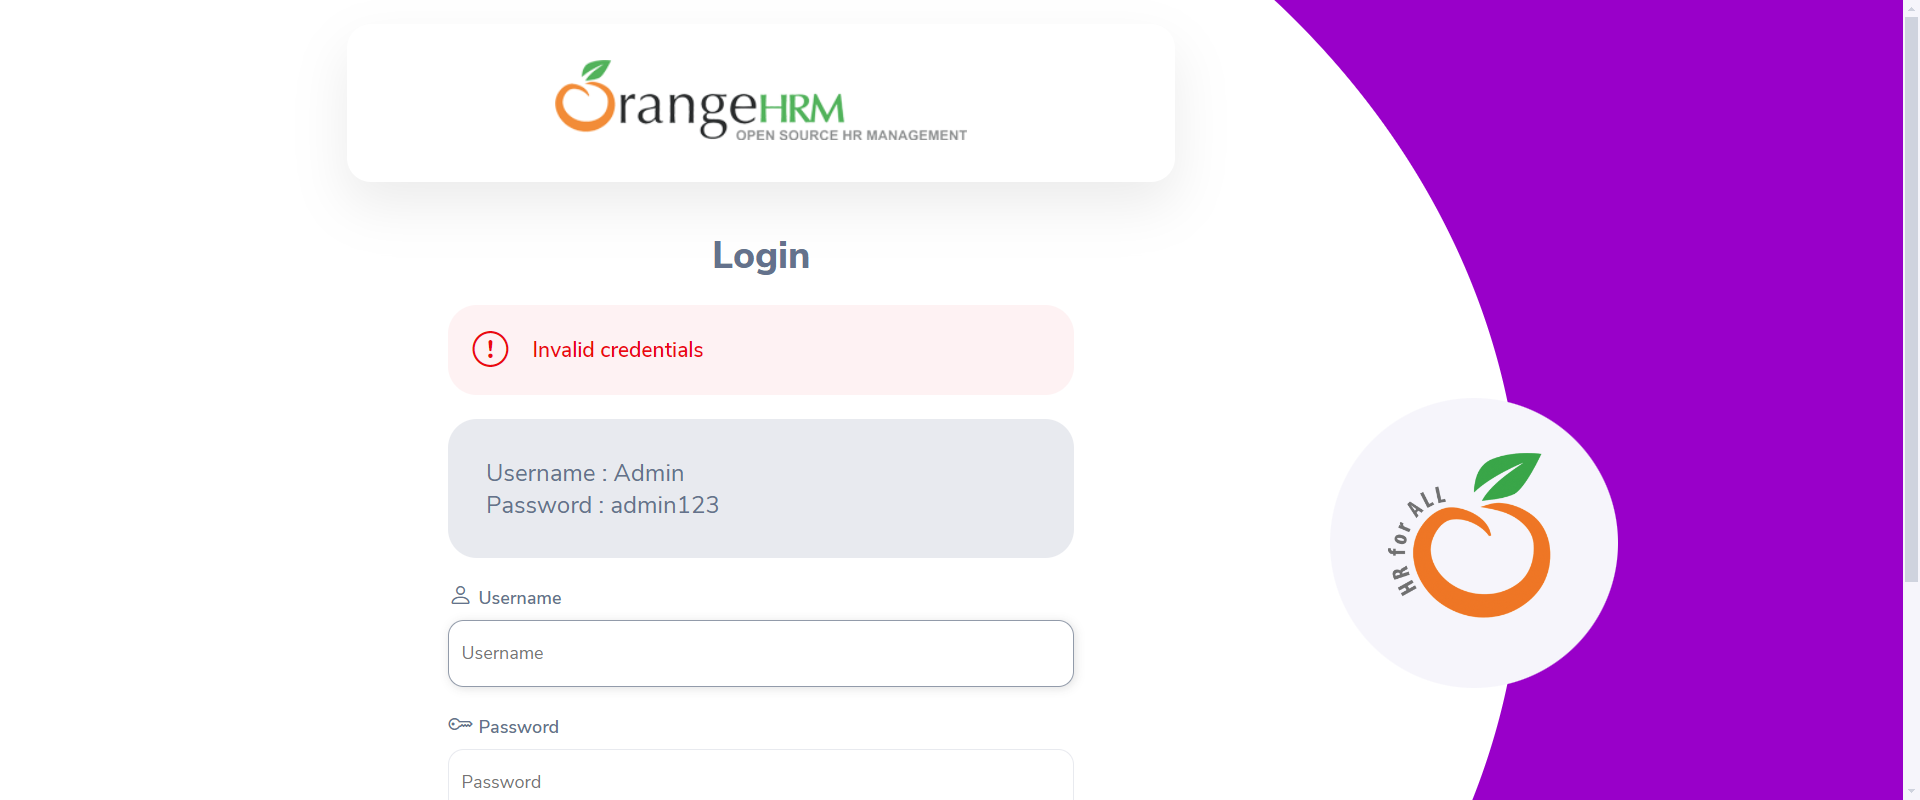 OrangeHRM
OPEN SOURCE HR MANAGEMENT
Login
Invalid credentials
Username : Admin
Password : admin123
Username
Username
Password
Password
HR for ALL